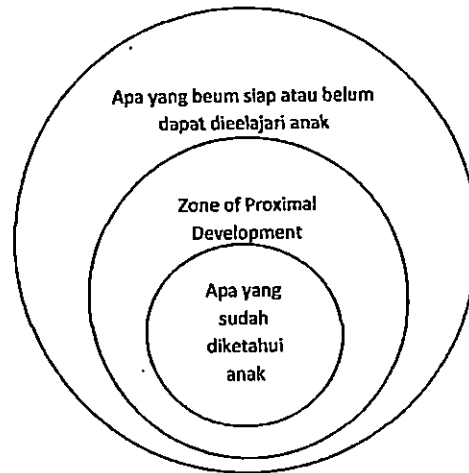 Apa yang beum siap atau belum
dapat dieelajari anak
Zone of Proximal
Development
Apa yang
sudah
diketahui
anak